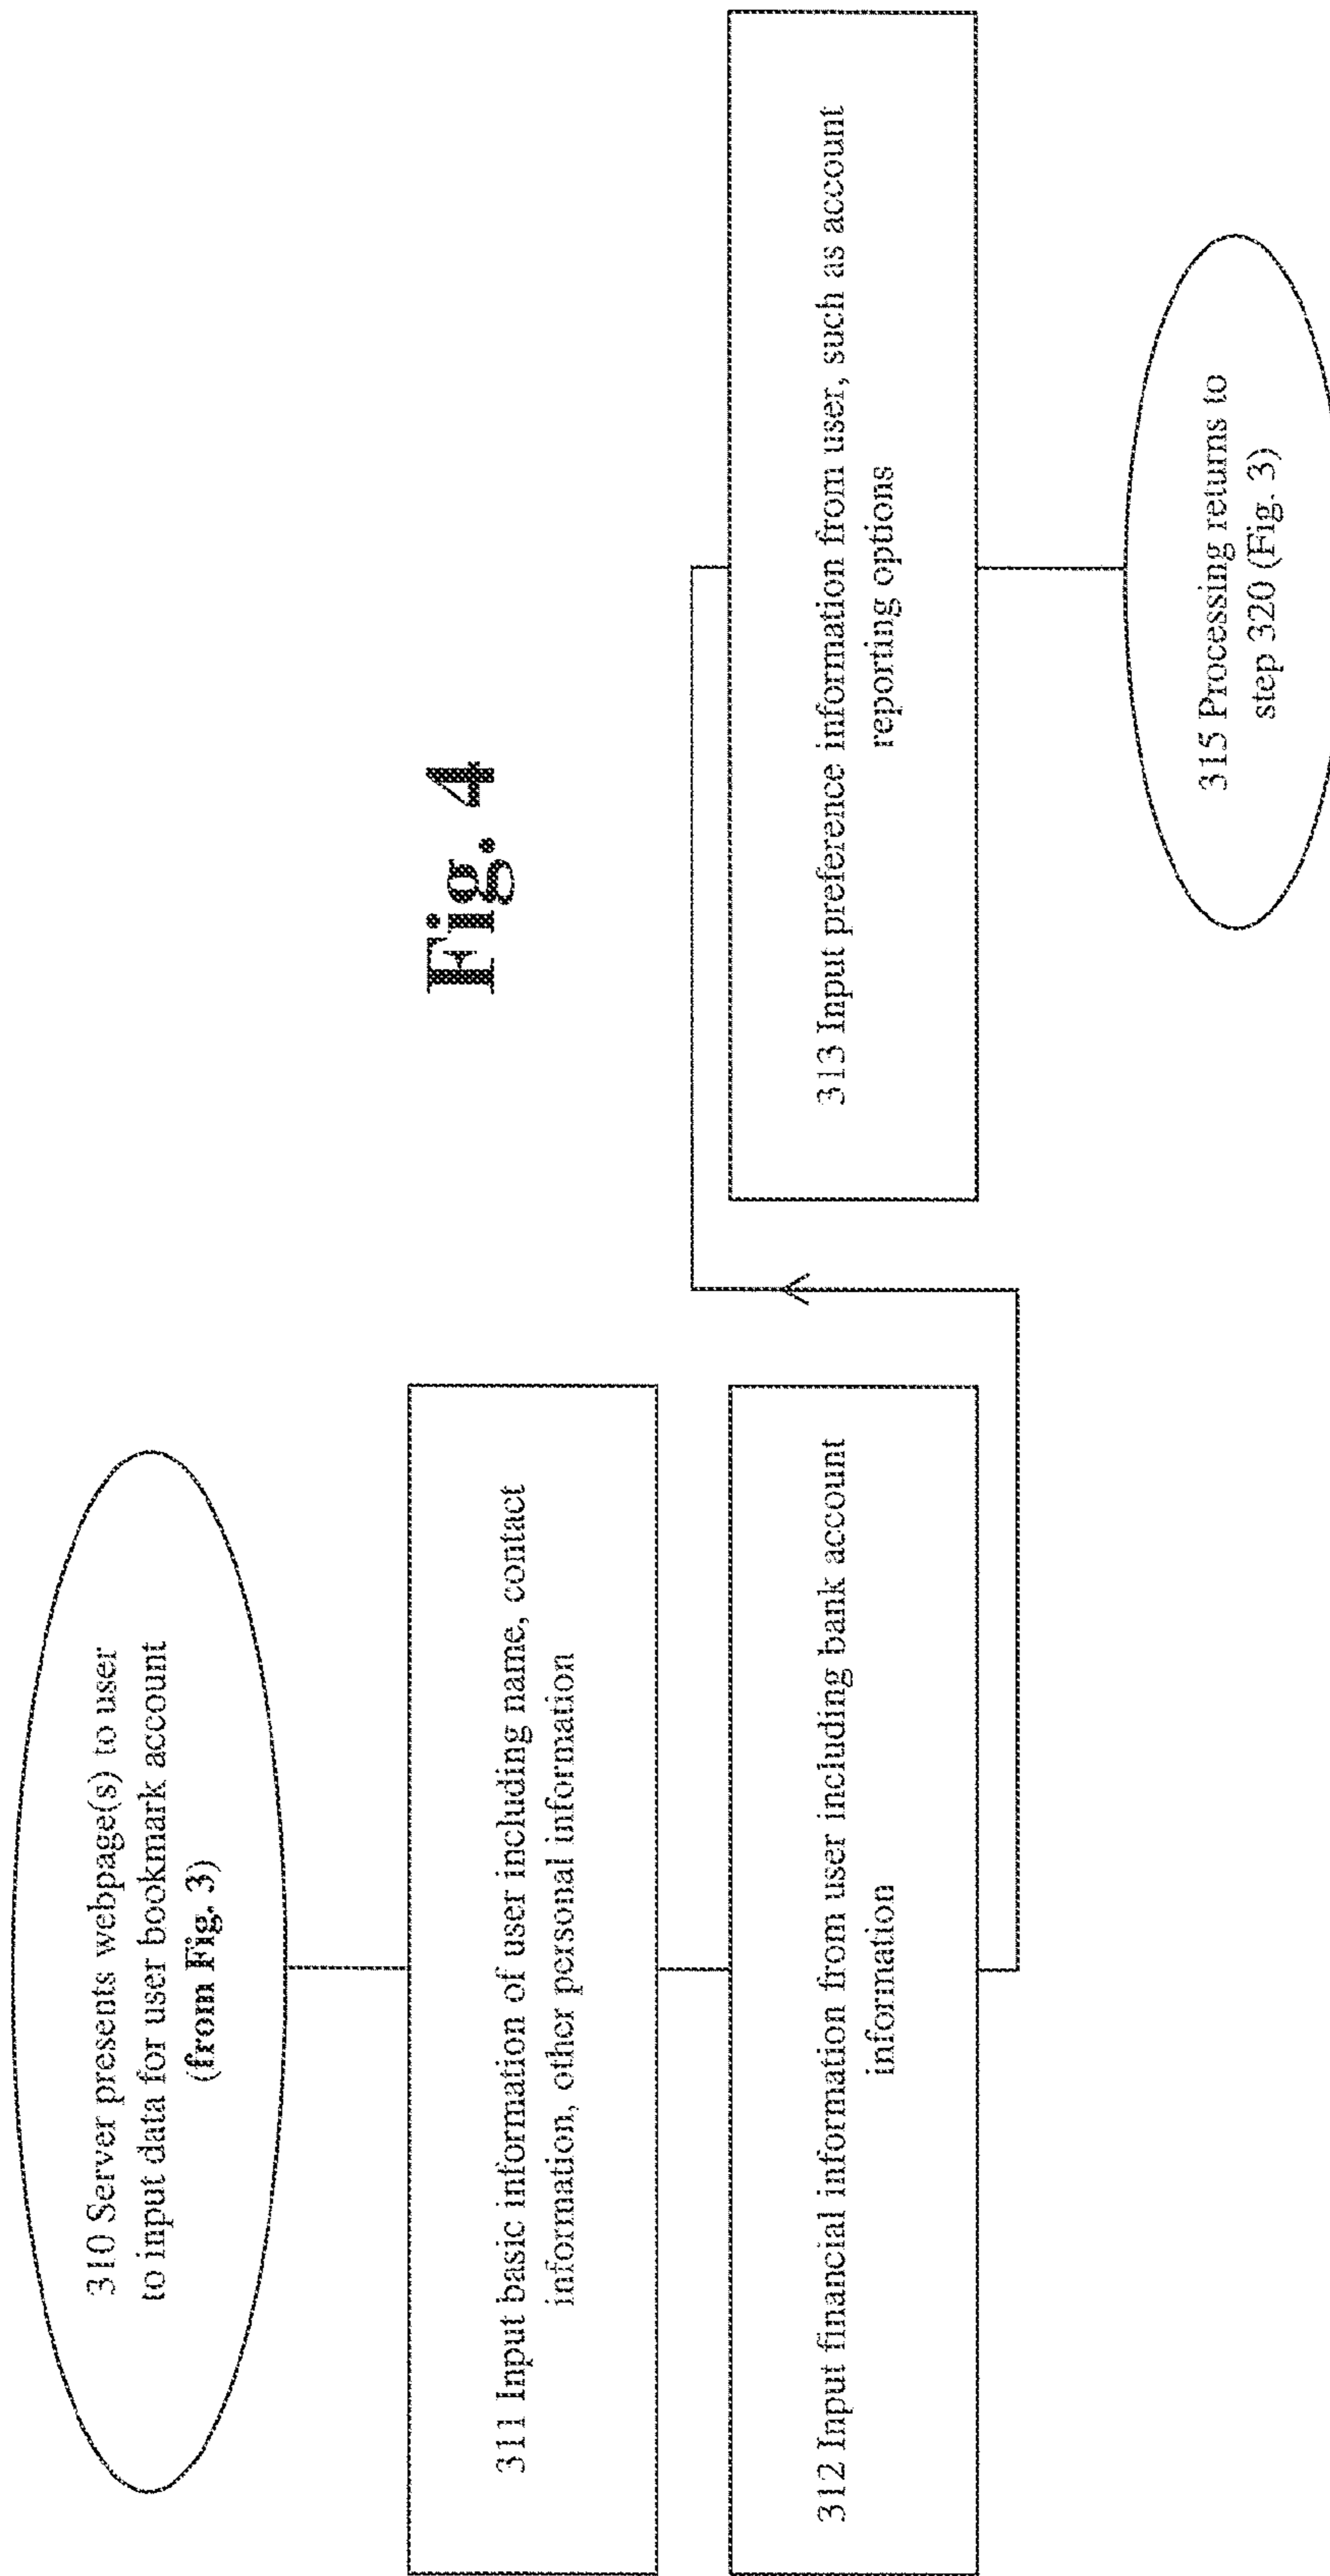 310 Server presents webpage(s) to user
to input data for user bookmark account
(from Fig. 3)
311 Input basic information of user including name, contact
information, other personal information
312 Input financial information from user including bank account
information
Fig. 4
313 Input preference information from user, such as account
reporting options
315 Processing returns to
step 320 (Fig. 3)